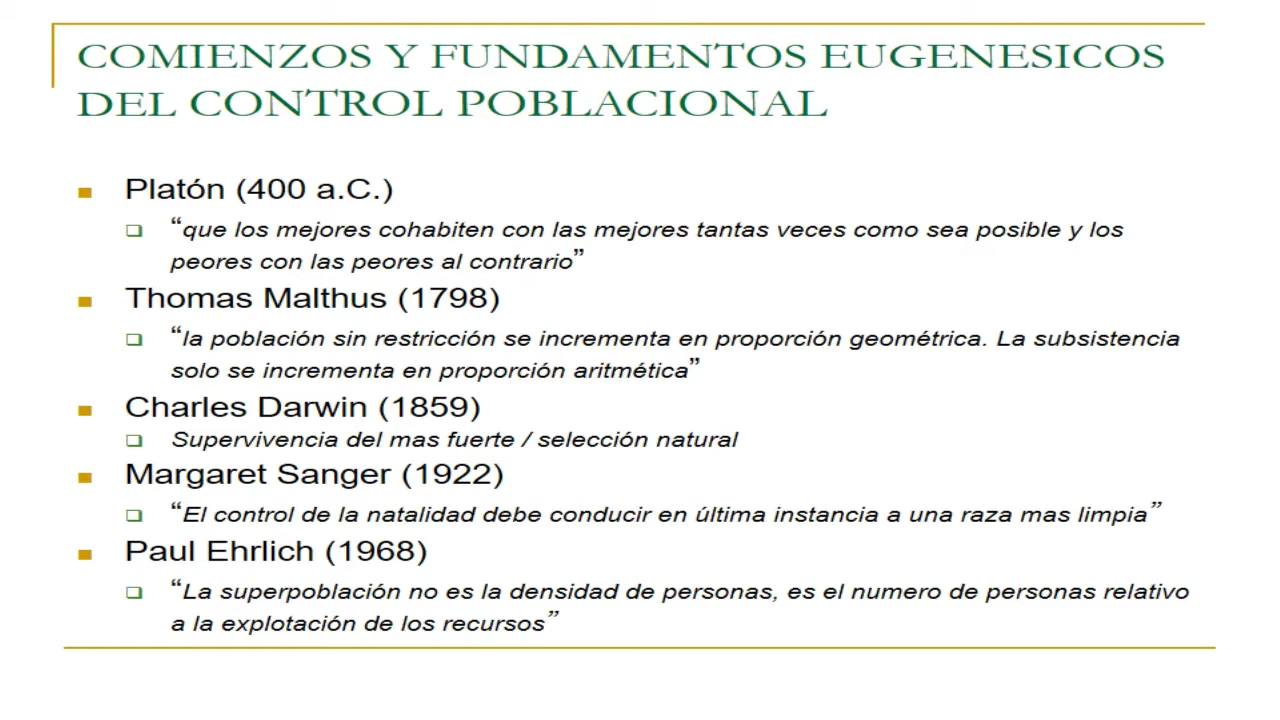 COMIENZOS Y FUNDAMENTOS EUGENESICOS
DEL CONTROL POBLACIONAL
Platón (400 a.C.)
“que los mejores cohabiten con las mejores tantas veces como sea posible y los
peores con las peores al contrario”
Thomas Malthus (1798)
“la población sin restricción se incrementa en proporción geométrica. La subsistencia
solo se incrementa en proporción aritmética”
Charles Darwin (1859)
Supervivencia del mas fuerte / selección natural
Margaret Sanger (1922)
“El control de la natalidad debe conducir en última instancia a una raza mas limpia”
Paul Ehrlich (1968)
“La superpoblación no es la densidad de personas, es el numero de personas relativo
a la explotación de los recursos”